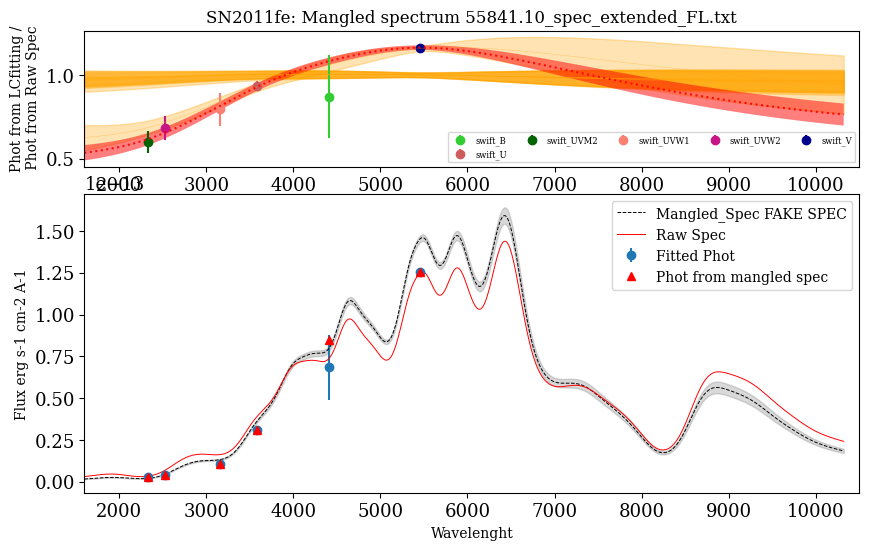 SN2011fe: Mangled spectrum 55841.10_spec_extended_FL.txt
Phot from LCfitting /
Phot from Raw Spec
1.0
0.5
swift_B
swift_UVM2
swift_UVW1
swift_UVW2
swift_V
swift_U
2000 3000 4000 5000 6000 7000 8000 9000 10000
1e−13
Flux erg s-1 cm-2 A-1
1.50
1.25
1.00
0.75
0.50
0.25
0.00
Mangled_Spec FAKE SPEC
Raw Spec
Fitted Phot
Phot from mangled spec
2000 3000 4000 5000 6000 7000 8000 9000 10000
Wavelenght